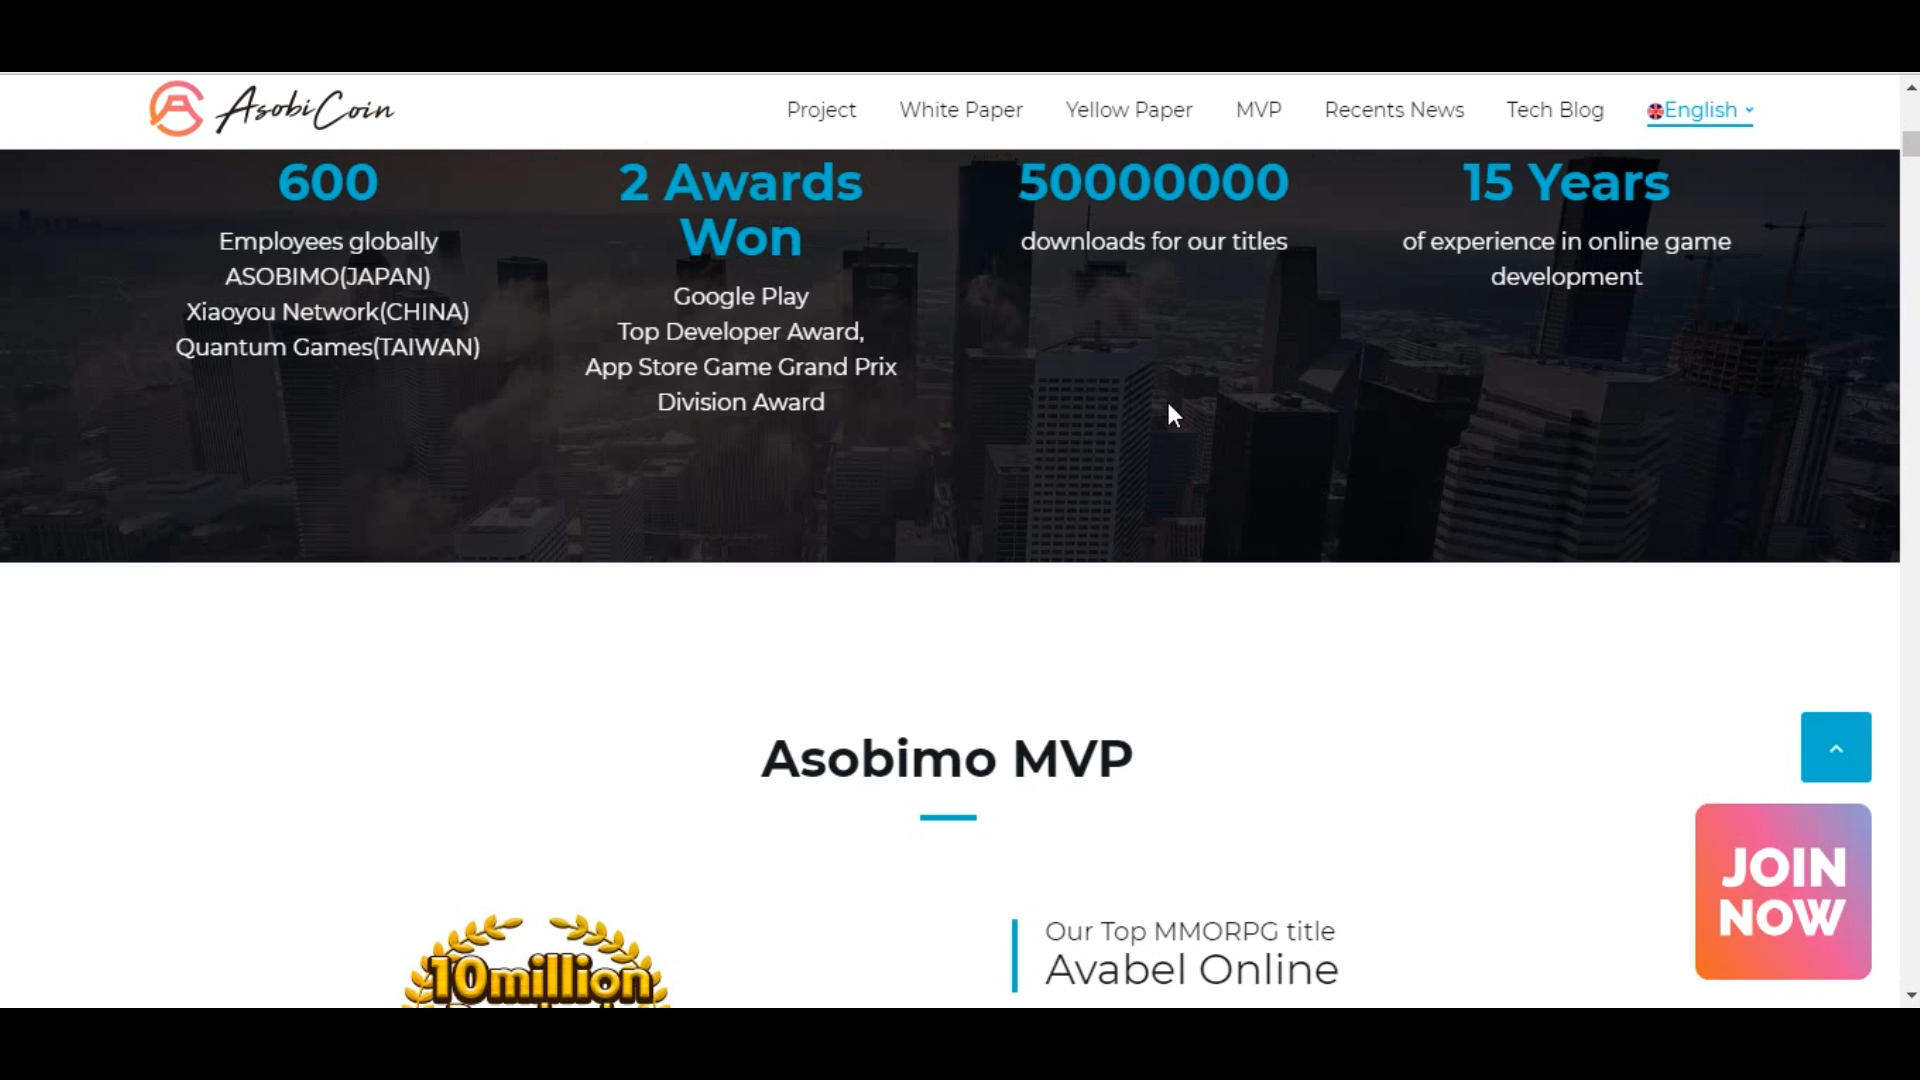 AsobiCoin
Project
White Paper
Yellow Paper
MVP
Recents News
Tech Blog
English
600
Employees globally
ASOBIMO(JAPAN)
Xiaoyou Network(CHINA)
Quantum Games(TAIWAN)
2 Awards
Won
Google Play
Top Developer Award,
App Store Game Grand Prix
Division Award
50000000
downloads for our titles
15 Years
of experience in online game
development
Asobimo MVP
10million
Our Top MMORPG title
Avabel Online
JOIN
NOW